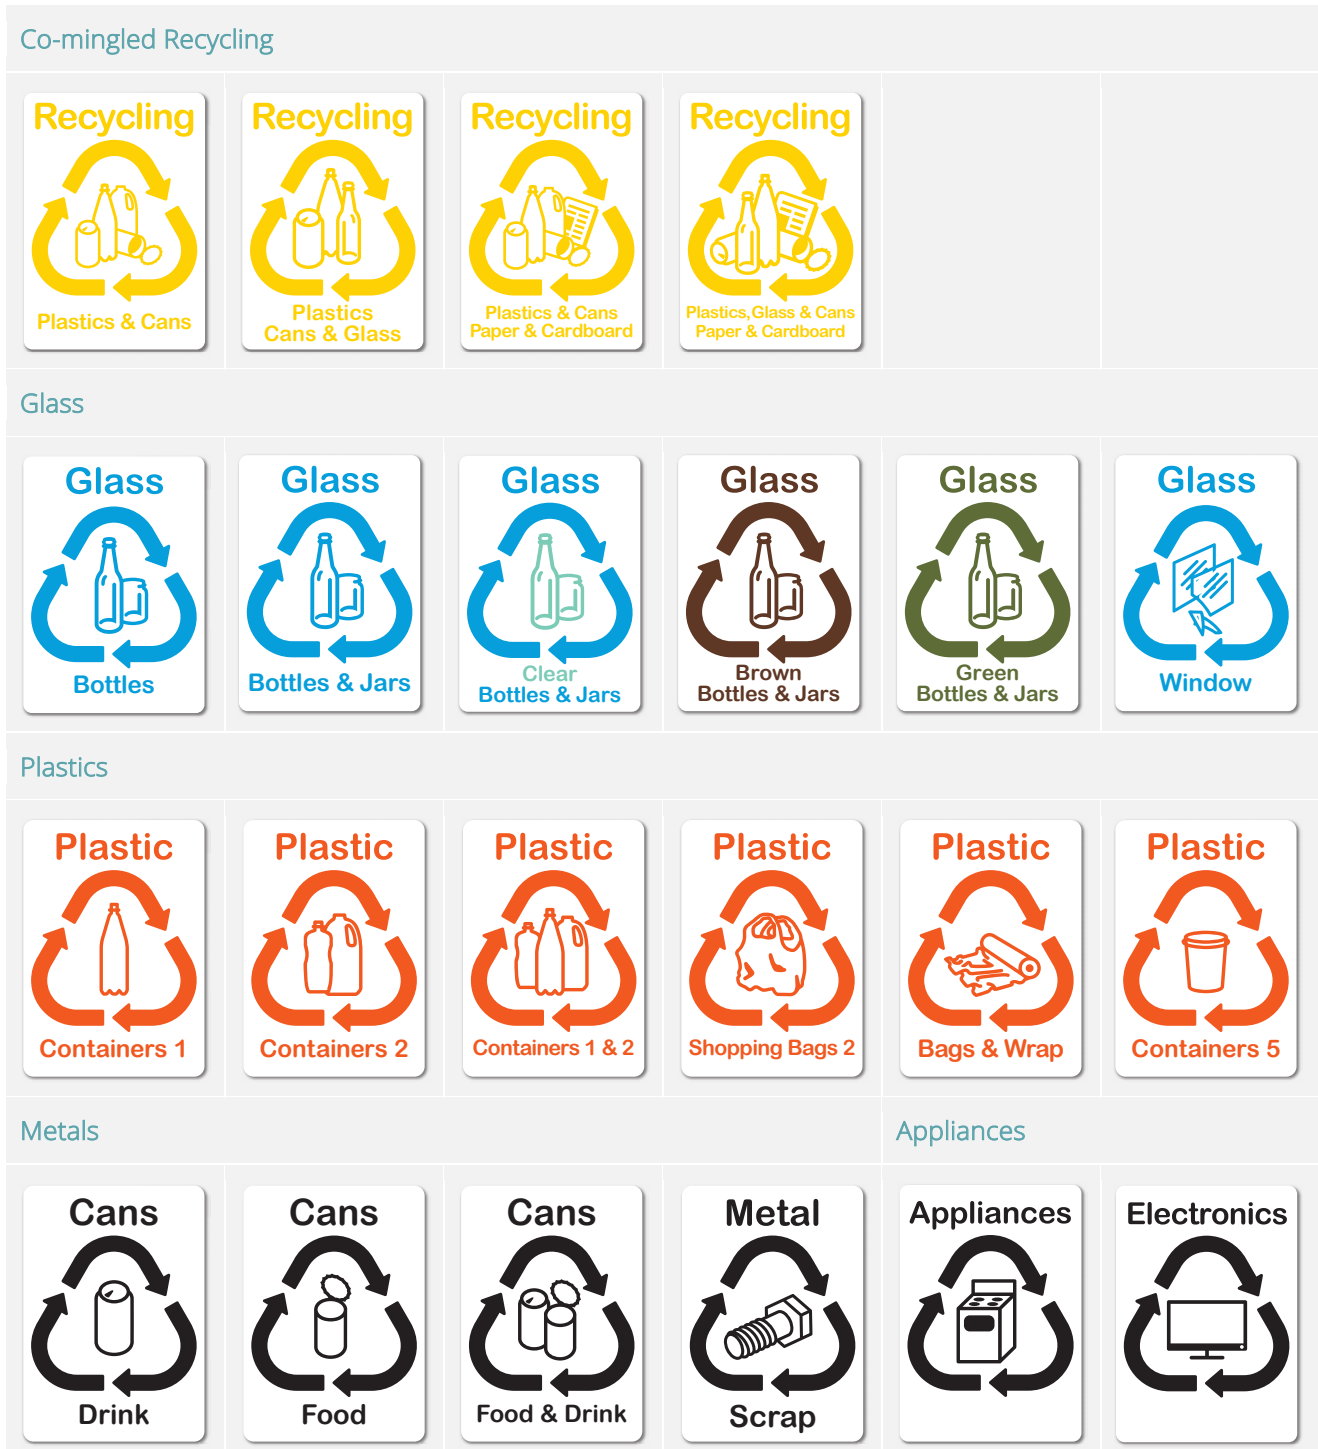 Co-mingled Recycling
Recycling
Plastics & Cans
Recycling
Plastics
Cans & Glass
Recycling
Plastics & Cans
Paper & Cardboard
Recycling
Plastics, Glass & Cans
Paper & Cardboard
Glass
Glass
Bottles
Glass
Bottles & Jars
Glass
Clear
Bottles & Jars
Glass
Brown
Bottles & Jars
Glass
Green
Bottles & Jars
Glass
Window
Plastics
Plastic
Containers 1
Plastic
Containers 2
Plastic
Containers 1 & 2
Plastic
Shopping Bags 2
Plastic
Bags & Wrap
Plastic
Containers 5
Metals
Cans
Drink
Cans
Food
Cans
Food & Drink
Metal
Scrap
Appliances
Appliances
Electronics